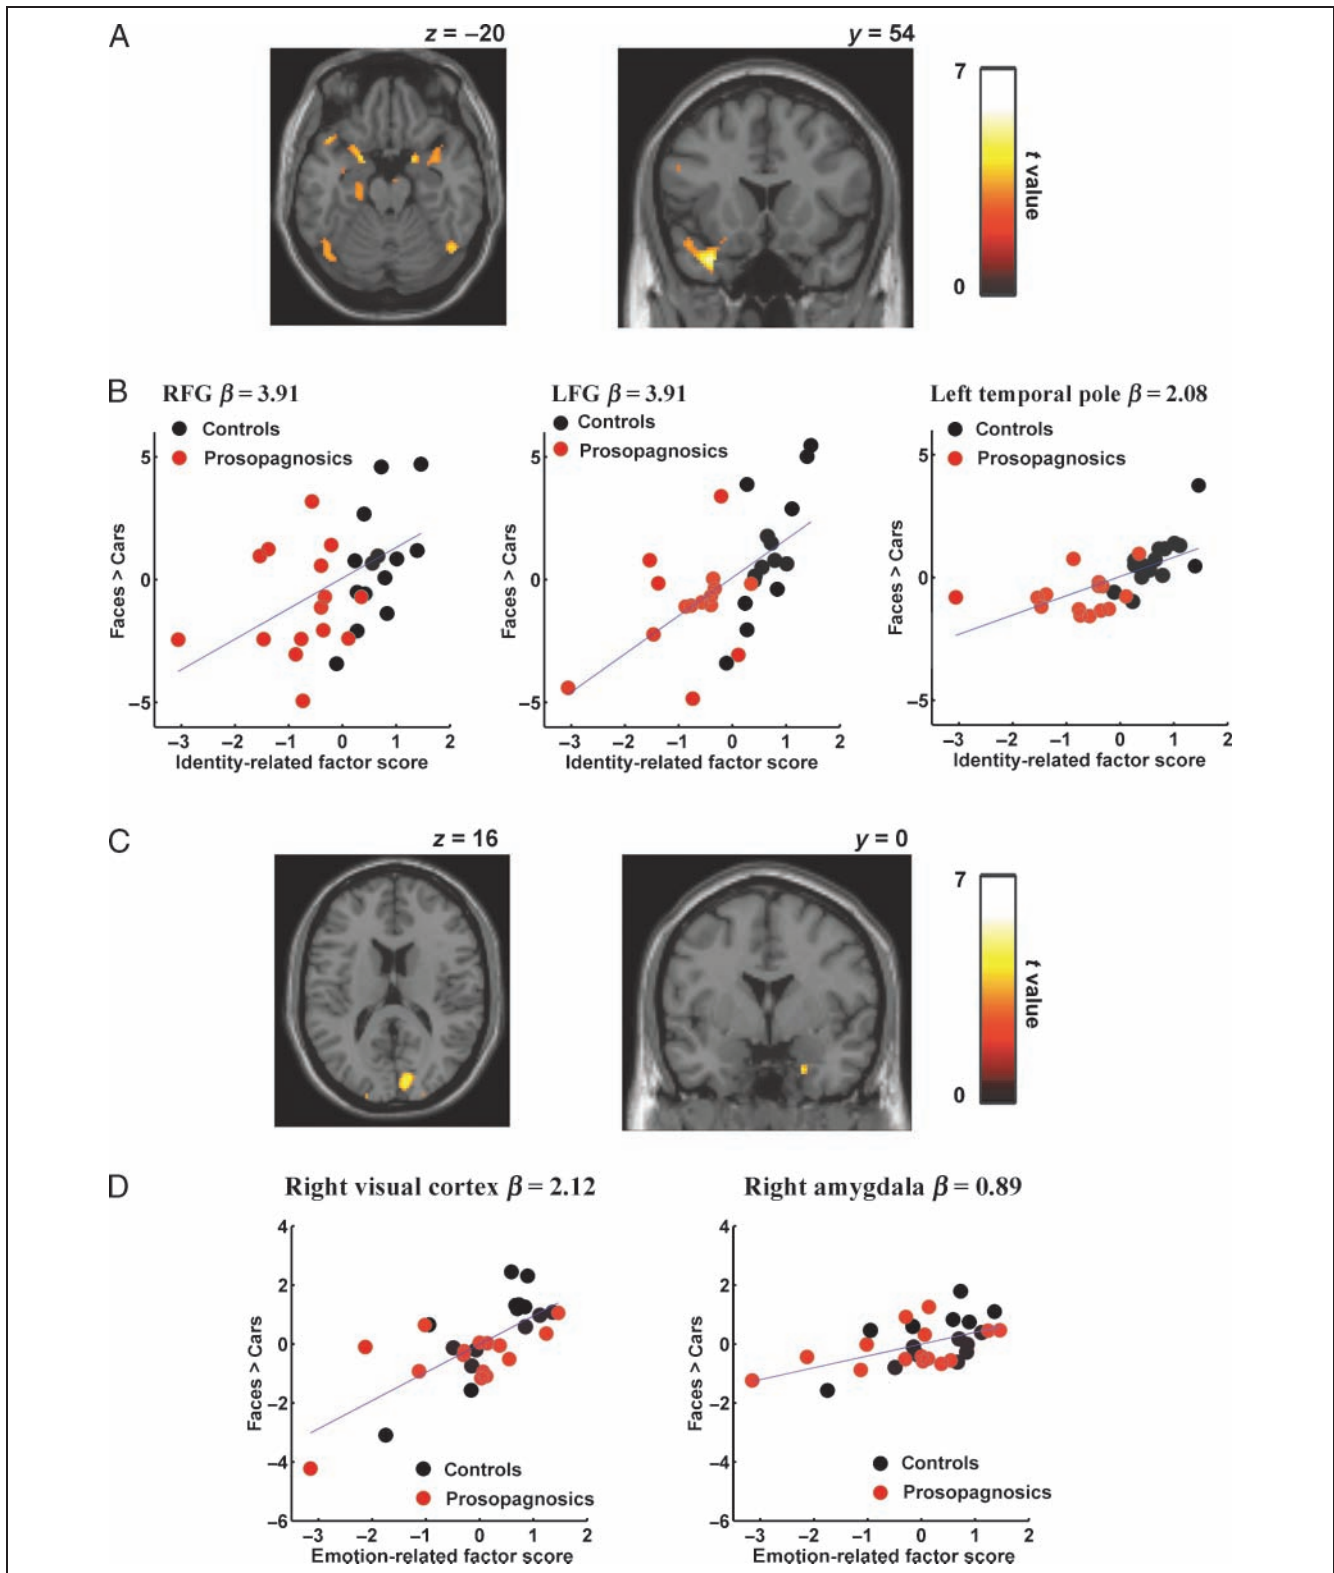 A
z = –20
y = 54
7
0
t value
B
RFG β = 3.91
Controls
Prosopagnosics
5
0
–5
Faces > Cars
–3 –2 –1 0 1 2
Identity-related factor score
LFG β = 3.91
Controls
Prosopagnosics
5
0
–5
Faces > Cars
–3 –2 –1 0 1 2
Identity-related factor score
Left temporal pole β = 2.08
Controls
Prosopagnosics
5
0
–5
Faces > Cars
–3 –2 –1 0 1 2
Identity-related factor score
C
z = 16
y = 0
7
0
t value
D
Right visual cortex β = 2.12
4
2
0
–2
–4
–6
Faces > Cars
Controls
Prosopagnosics
–3 –2 –1 0 1 2
Emotion-related factor score
Right amygdala β = 0.89
4
2
0
–2
–4
–6
Faces > Cars
Controls
Prosopagnosics
–3 –2 –1 0 1 2
Emotion-related factor score